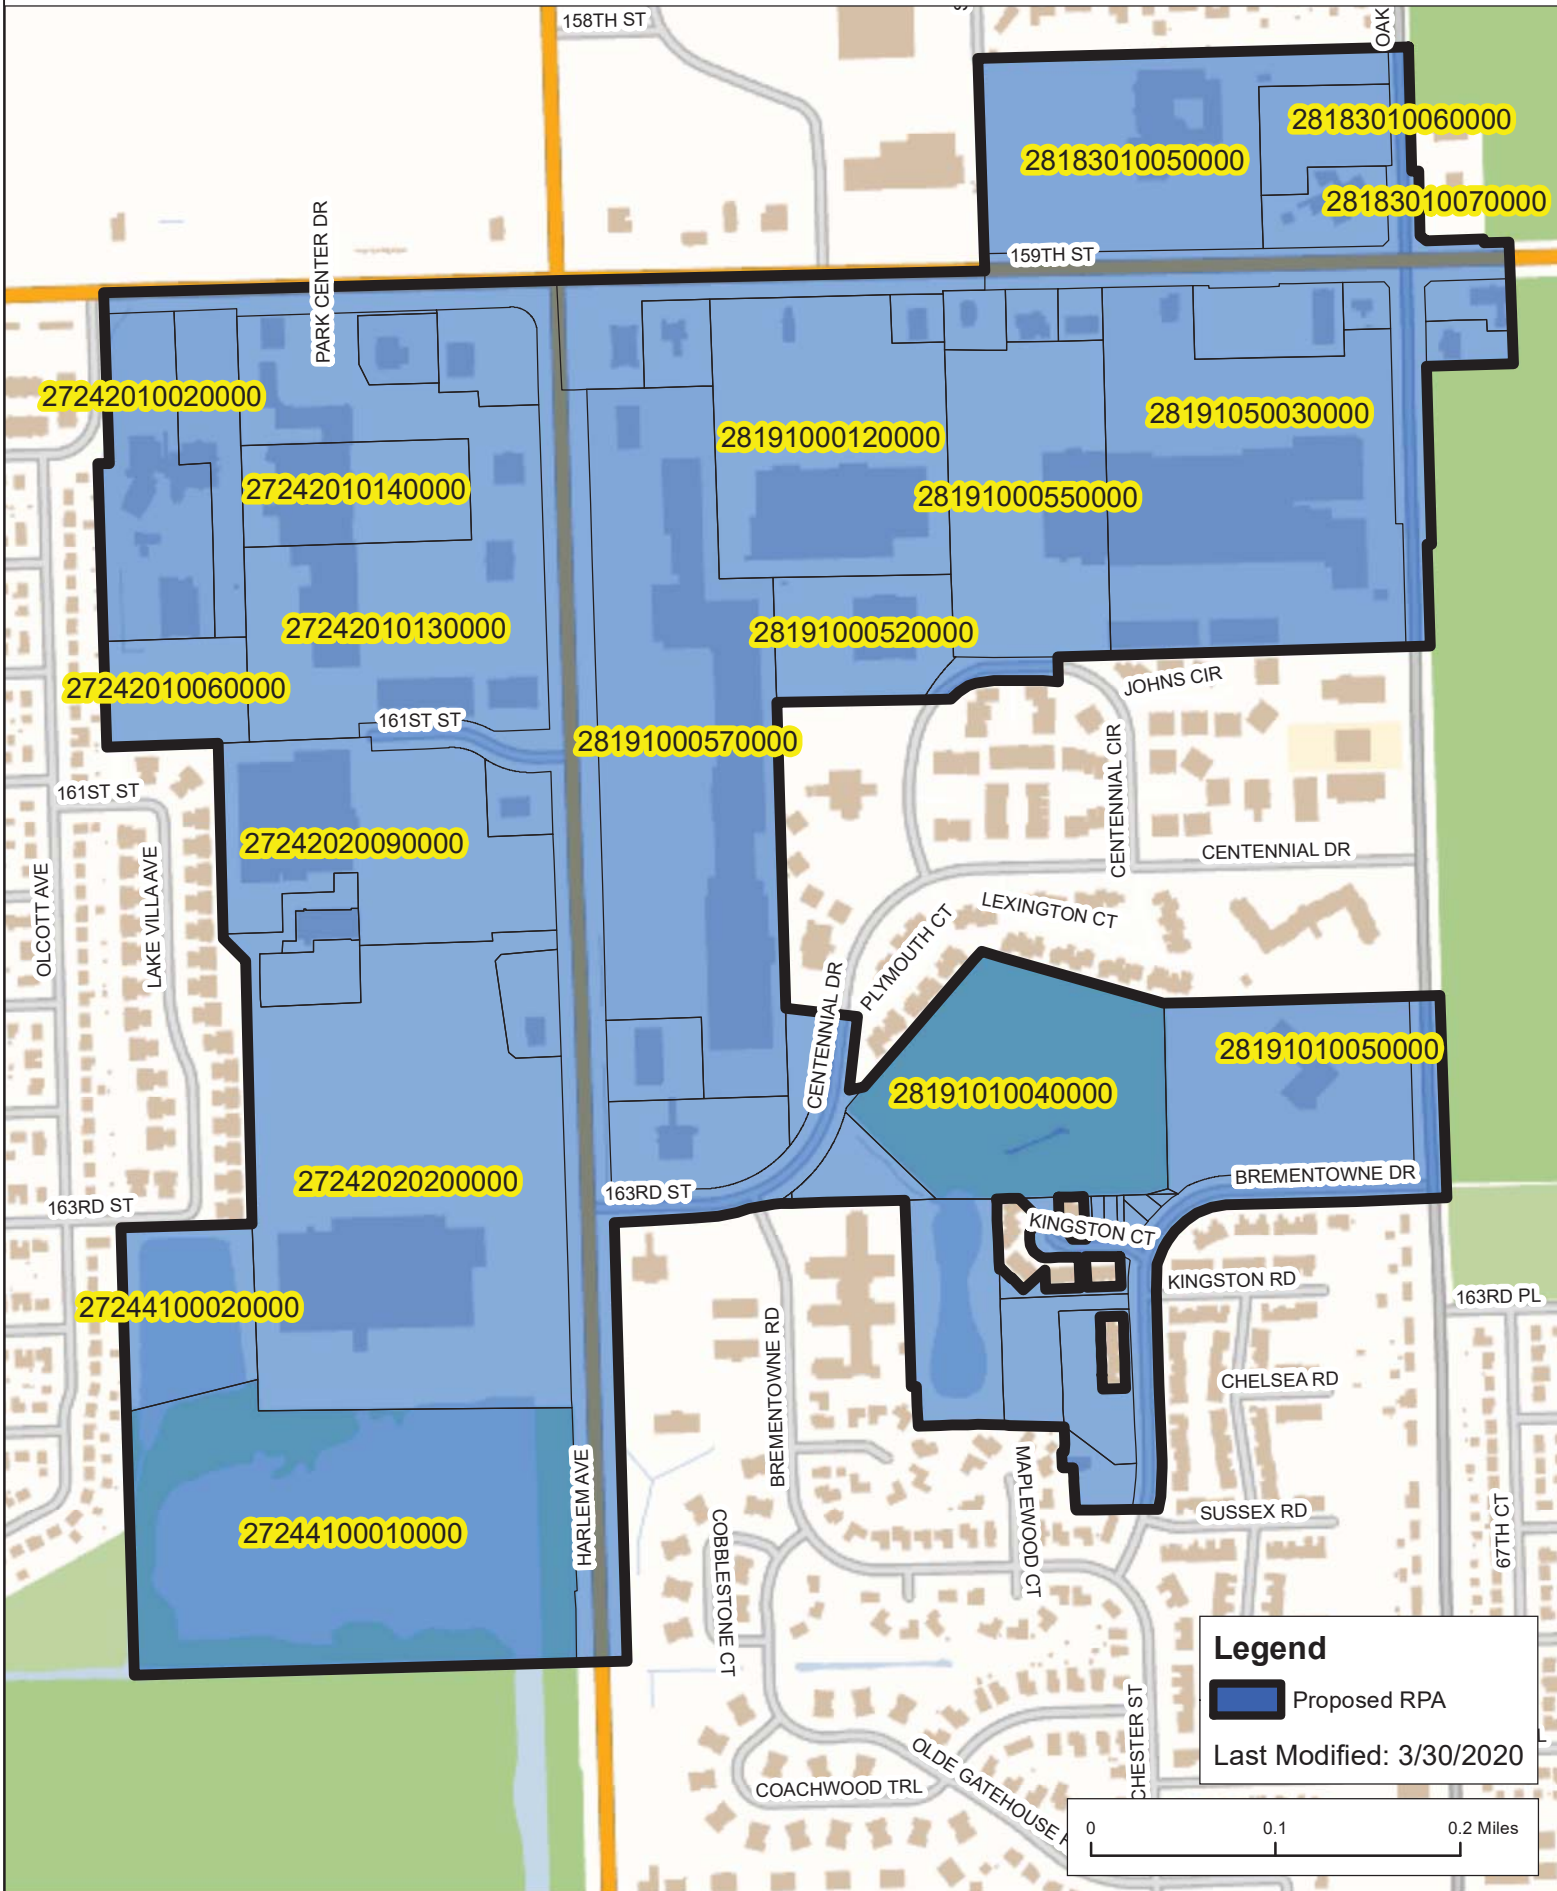 158TH ST
OAK
28183010060000
28183010050000
28183010070000
PARK CENTER DR
159TH ST
27242010020000
28191050030000
28191000120000
27242010140000
28191000550000
27242010130000
28191000520000
27242010060000
JOHNS CIR
161ST ST
28191000570000
CENTENNIAL CIR
161ST ST
27242020090000
CENTENNIAL DR
OLCOTT AVE
LAKE VILLA AVE
LEXINGTON CT
PLYMOUTH CT
CENTENNIAL DR
28191010050000
28191010040000
27242020200000
BREMENTOWNE DR
163RD ST
163RD ST
KINGSTON CT
KINGSTON RD
163RD PL
27244100020000
BREMENTOWNE RD
CHELSEA RD
HARLEM AVE
MAPLEWOOD CT
SUSSEX RD
67TH CT
27244100010000
COBBLESTONE CT
Legend
Proposed RPA
Last Modified: 3/30/2020
CHESTER ST
OLDE GATEHOUSE
COACHWOOD TRL
0 0.1 0.2 Miles